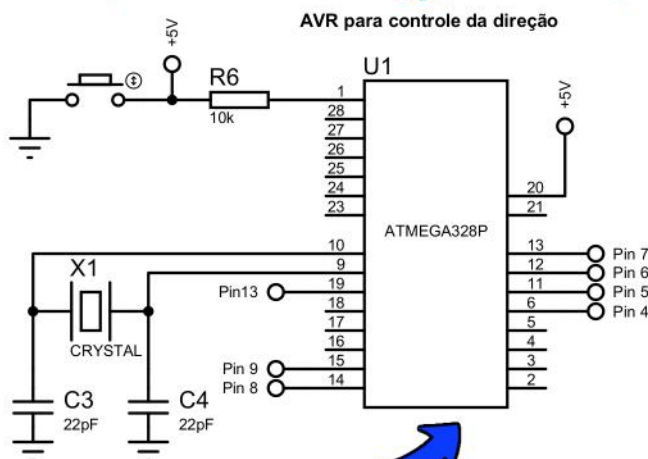 AVR para controle da direção
+5V
R6
10k
U1
1
28
27
26
25
24
23
+5V
20
21
ATMEGA328P
10
9
19
18
17
16
15
14
13
12
11
6
5
4
3
2
Pin 7
Pin 6
Pin 5
Pin 4
Pin13
Pin 9
Pin 8
X1
CRYSTAL
C3
22pF
C4
22pF